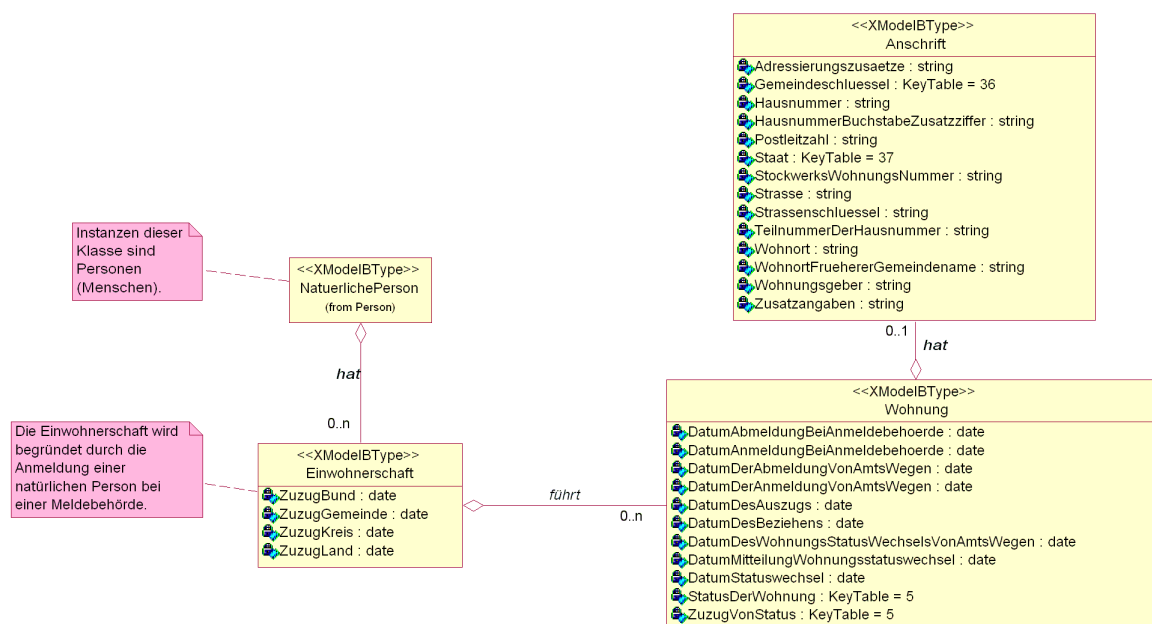 <<XModelBType>>
Anschrift
Adressierungszusaetze : string
Gemeindeschluessel : KeyTable = 36
Hausnummer : string
HausnummerBuchstabeZusatzziffer : string
Postleitzahl : string
Staat : KeyTable = 37
StockwerksWohnungsNummer : string
Strasse : string
Strassenschluessel : string
TeilnummerDerHausnummer : string
Wohnort : string
WohnortFruehererGemeindename : string
Wohnungsgeber : string
Zusatzangaben : string
Instanzen dieser
Klasse sind
Personen
(Menschen).
<<XModelBType>>
NatuerlichePerson
(from Person)
0..1
hat
hat
0..n
Die Einwohnerschaft wird
begründet durch die
Anmeldung einer
natürlichen Person bei
einer Meldebehörde.
<<XModelBType>>
Einwohnerschaft
ZuzugBund : date
ZuzugGemeinde : date
ZuzugKreis : date
ZuzugLand : date
führt
0..n
<<XModelBType>>
Wohnung
DatumAbmeldungBeiAnmeldebehoerde : date
DatumAnmeldungBeiAnmeldebehoerde : date
DatumDerAbmeldungVonAmtsWegen : date
DatumDerAnmeldungVonAmtsWegen : date
DatumDesAuszugs : date
DatumDesBeziehens : date
DatumDesWohnungsStatusWechselsVonAmtsWegen : date
DatumMitteilungWohnungsstatuswechsel : date
DatumStatuswechsel : date
StatusDerWohnung : KeyTable = 5
ZuzugVonStatus : KeyTable = 5